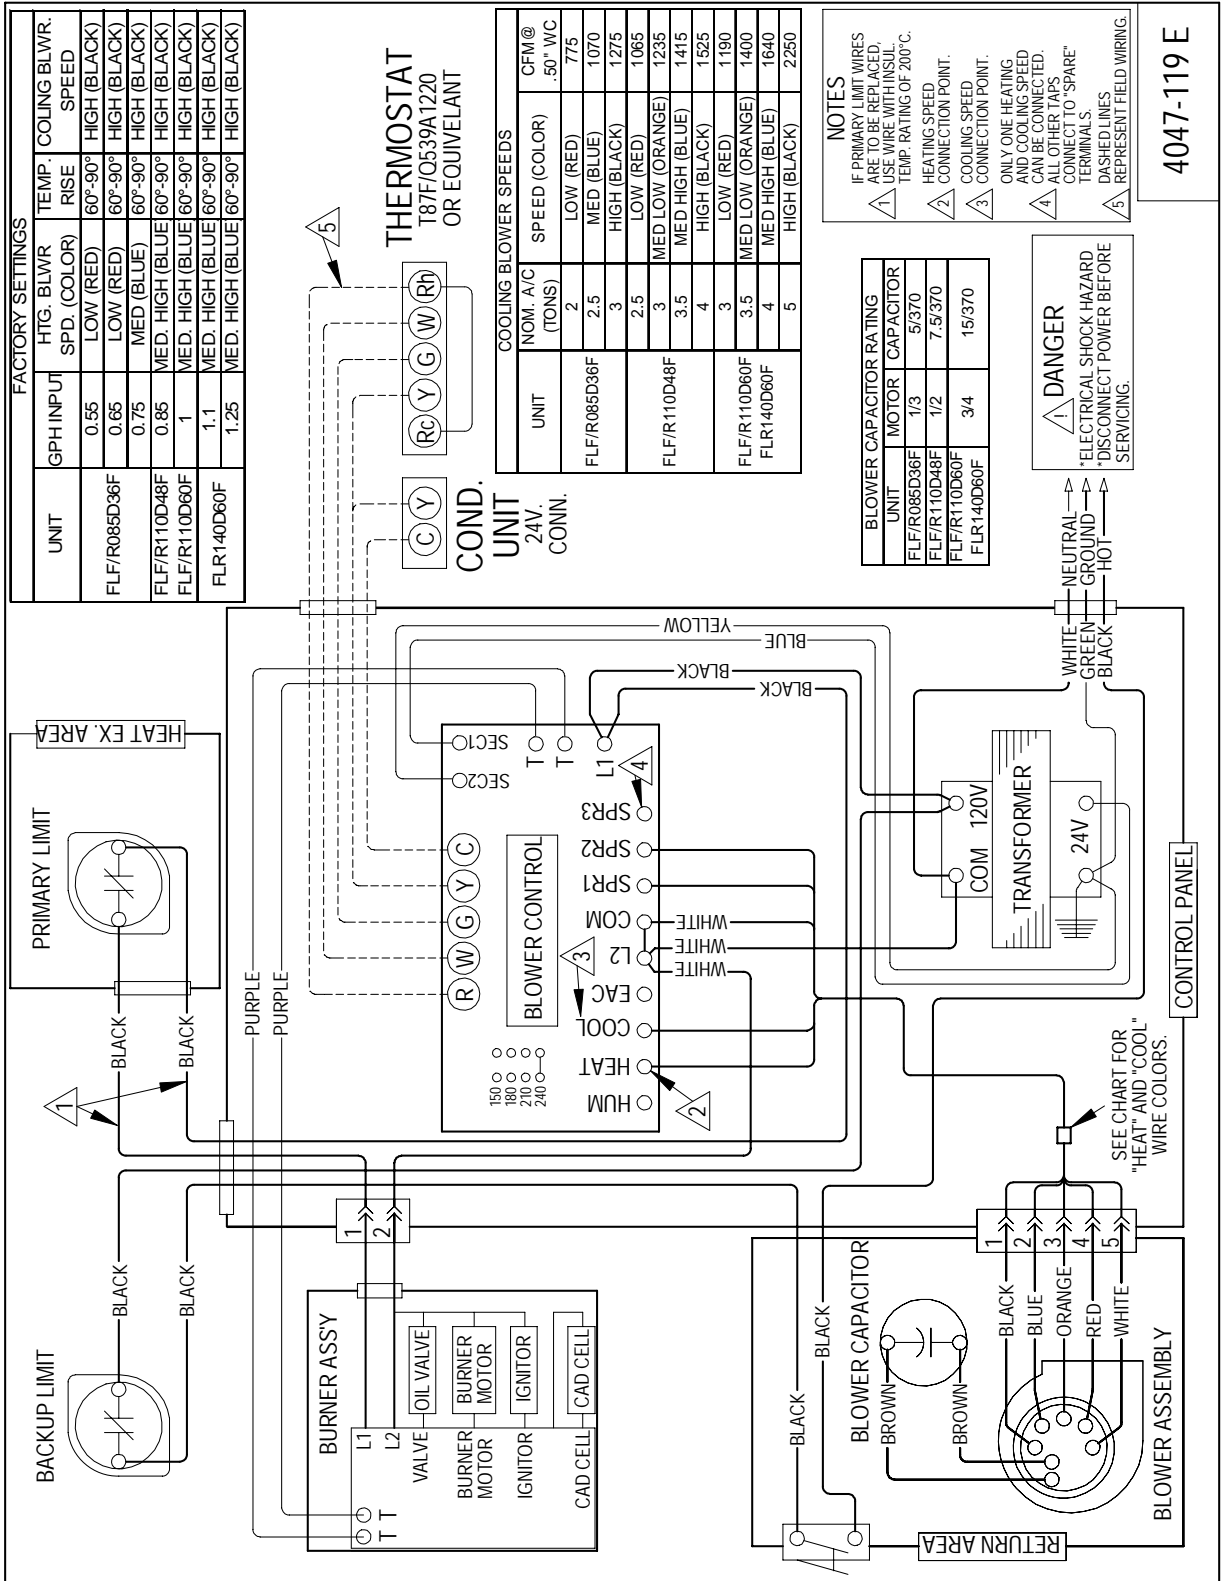 FACTORY SETTINGS
UNIT GPH INPUT HTG. BLWR SPD. (COLOR) TEMP. RISE COLING BLWR. SPEED
FLF/R085D36F 0.55 LOW (RED) 60°-90° HIGH (BLACK)
0.65 LOW (RED) 60°-90° HIGH (BLACK)
0.75 MED (BLUE) 60°-90° HIGH (BLACK)
FLF/R110D48F 0.85 MED. HIGH (BLUE 60°-90° HIGH (BLACK)
FLF/R110D60F 1 MED. HIGH (BLUE 60°-90° HIGH (BLACK)
FLR140D60F 1.1 MED. HIGH (BLUE 60°-90° HIGH (BLACK)
1.25 MED. HIGH (BLUE 60°-90° HIGH (BLACK)
THERMOSTAT
T87F/Q539A1220
OR EQUIVELANT
5
Rc Y G W Rh
C Y
COND.
UNIT
24V.
CONN.
COOLING BLOWER SPEEDS
UNIT NOM. A/C (TONS) SPEED (COLOR) CFM @ .50" WC
FLF/R085D36F 2 LOW (RED) 775
2.5 MED (BLUE) 1070
3 HIGH (BLACK) 1275
FLF/R110D48F 2.5 LOW (RED) 1065
3 MED LOW (ORANGE) 1235
3.5 MED HIGH (BLUE) 1415
4 HIGH (BLACK) 1525
FLF/R110D60F FLR140D60F 3 LOW (RED) 1190
3.5 MED LOW (ORANGE) 1400
4 MED HIGH (BLUE) 1640
5 HIGH (BLACK) 2250
NOTES
1 IF PRIMARY LIMIT WIRES
ARE TO BE REPLACED,
USE WIRE WITH INSUL.
TEMP. RATING OF 200°C.
2 HEATING SPEED
CONNECTION POINT.
3 COOLING SPEED
CONNECTION POINT.
4 ONLY ONE HEATING
AND COOLING SPEED
CAN BE CONNECTED.
ALL OTHER TAPS
CONNECT TO "SPARE"
TERMINALS.
5 DASHED LINES
REPRESENT FIELD WIRING.
4047-119 E
BLOWER CAPACITOR RATING
UNIT MOTOR CAPACITOR
FLF/R085D36F 1/3 5/370
FLF/R110D48F 1/2 7.5/370
FLF/R110D60F FLR140D60F 3/4 15/370
! DANGER
*ELECTRICAL SHOCK HAZARD
*DISCONNECT POWER BEFORE
SERVICING.
WHITE NEUTRAL
GREEN GROUND
BLACK HOT
HEAT EX. AREA
PRIMARY LIMIT
BLACK
BLACK
1
PURPLE
PURPLE
R W G Y C
BLOWER CONTROL
150
180
210
240
SEC1
SEC2
T
T
L1
HUM HEAT COOL EAC L2 COM SPR1 SPR2 SPR3
2
3
4
YELLOW
BLUE
BLACK
BLACK
WHITE
WHITE
WHITE
COM 120V
TRANSFORMER
24V
CONTROL PANEL
SEE CHART FOR
"HEAT" AND "COOL"
WIRE COLORS.
BACKUP LIMIT
BLACK
BLACK
1
2
BURNER ASS'Y
T T
L1
L2
VALVE OIL VALVE
BURNER MOTOR BURNER MOTOR
IGNITOR IGNITOR
CAD CELL CAD CELL
BLACK
BLACK
BLOWER CAPACITOR
BROWN
BROWN
1 2 3 4 5
BLACK
BLUE
ORANGE
RED
WHITE
BLOWER ASSEMBLY
RETURN AREA